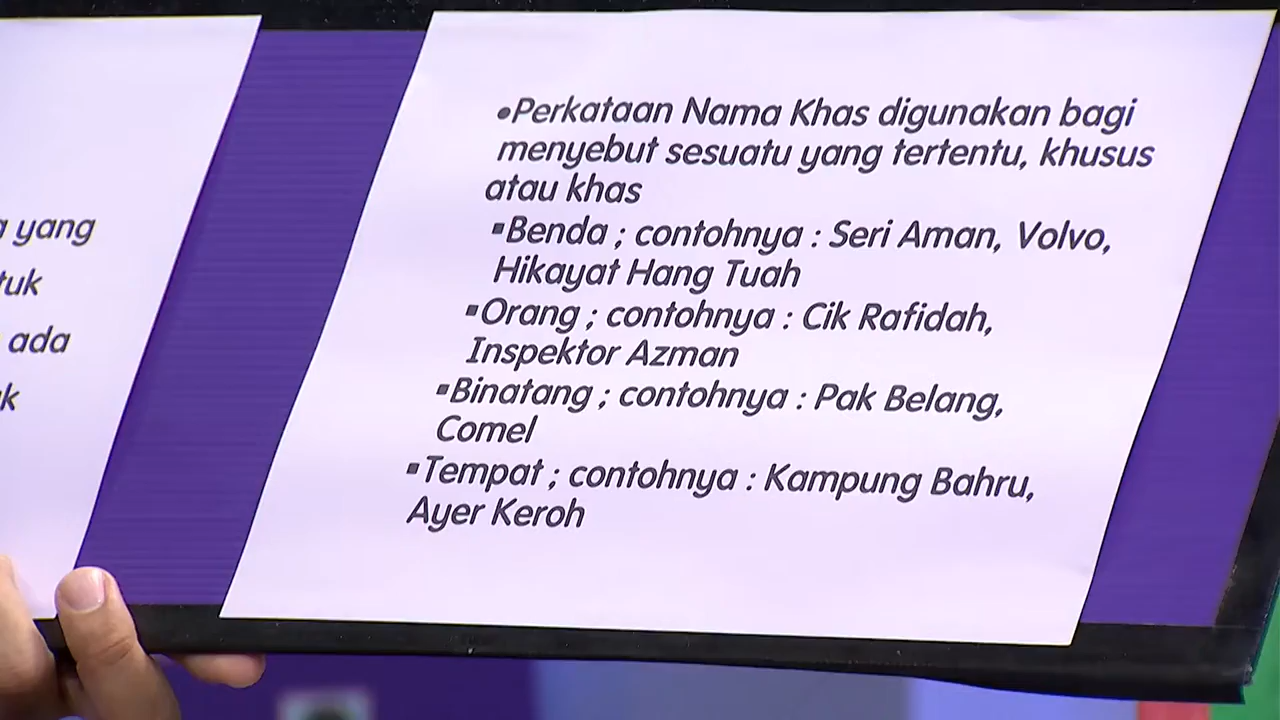 yang
ada
•Perkataan Nama Khas digunakan bagi
menyebut sesuatu yang tertentu, khusus
atau khas
▪Benda ; contohnya : Seri Aman, Volvo,
Hikayat Hang Tuah
▪Orang ; contohnya : Cik Rafidah,
Inspektor Azman
▪Binatang ; contohnya : Pak Belang,
Comel
▪Tempat ; contohnya : Kampung Bahru,
Ayer Keroh